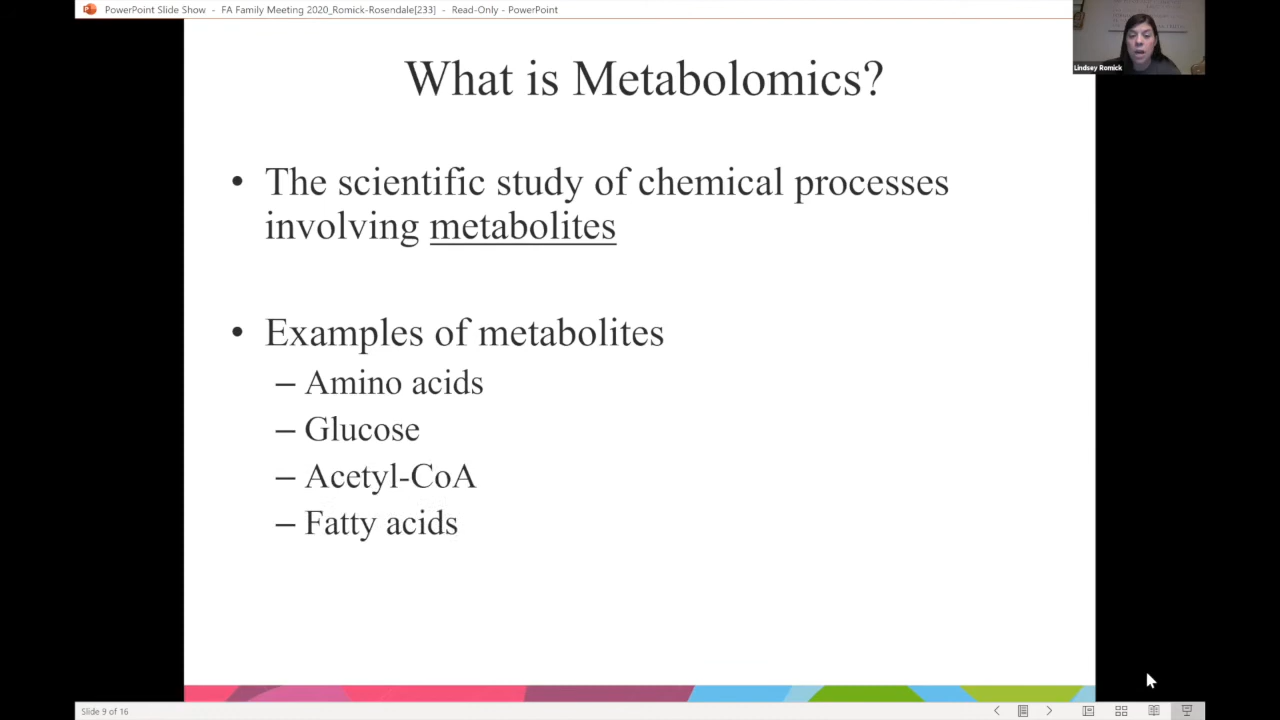 PowerPoint Slide Show - FA Family Meeting 2020_Romick-Rosendale[233] - Read-Only - PowerPoint
Lindsey Romick
What is Metabolomics?
• The scientific study of chemical processes
involving metabolites
• Examples of metabolites
– Amino acids
– Glucose
– Acetyl-CoA
– Fatty acids
Slide 9 of 16